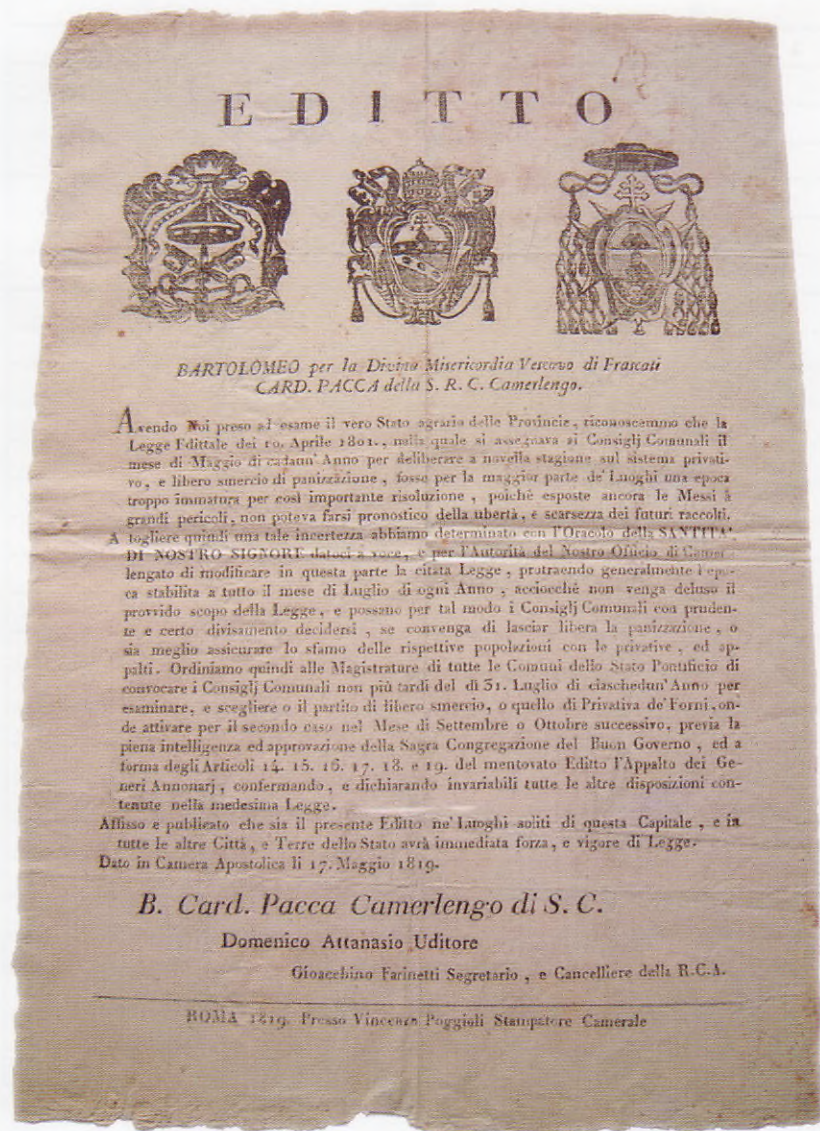 EDITTO
BARTOLOMEO per la Divina Misericordia Vescovo di Frascati
CARD. PACCA della S. R. C. Camerlengo.
Avendo Noi preso ad esame il vero Stato agrario delle Provincie, riconoscemmo che la
Legge Edittale dei 10. Aprile 1801., nella quale si assegnava ai Consiglj Comunali il
mese di Maggio di cadaun' Anno per deliberare a novella stagione sul sistema privati-
vo, e libero smercio di panizzazione, fosse per la maggior parte de' Luoghi una epoca
troppo immatura per così importante risoluzione, poichè esposte ancora le Messi à
grandi pericoli, non poteva farsi pronostico della ubertà, e scarsezza dei futuri raccolti.
A togliere quindi una tale incertezza abbiamo determinato con l'Oracolo della SANTITA'
DI NOSTRO SIGNORE datoci a voce, e per l'Autorità del Nostro Officio di Camer-
lengato di modificare in questa parte la citata Legge, protraendo generalmente l'epo-
ca stabilita a tutto il mese di Luglio di ogni Anno, acciocchè non venga deluso il
provvido scopo della Legge, e possano per tal modo i Consiglj Comunali con pruden-
te e certo divisamento decidersi, se convenga di lasciar libera la panizzazione, o
sia meglio assicurare lo sfamo delle rispettive popolazioni con le privative, ed ap-
palti. Ordiniamo quindi alle Magistrature di tutte le Comuni dello Stato Pontificio di
convocare i Consiglj Comunali non più tardi del dì 31. Luglio di ciaschedun' Anno per
esaminare, e scegliere o il partito di libero smercio, o quello di Privativa de' Forni, on-
de attivare per il secondo caso nel Mese di Settembre o Ottobre successivo, previa la
piena intelligenza ed approvazione della Sagra Congregazione del Buon Governo, ed a
forma degli Articoli 14. 15. 16. 17. 18. e 19. del mentovato Editto l'Appalto dei Ge-
neri Annonarj, confermando, e dichiarando invariabili tutte le altre disposizioni con-
tenute nella medesima Legge.
Affisso e publicato che sia il presente Editto ne' Luoghi soliti di questa Capitale, e in
tutte le altre Città, e Terre dello Stato avrà immediata forza, e vigore di Legge.
Dato in Camera Apostolica li 17. Maggio 1819.
B. Card. Pacca Camerlengo di S. C.
Domenico Attanasio Uditore
Gioacchino Farinetti Segretario, e Cancelliere della R.C.A.
ROMA 1819. Presso Vincenzo Poggioli Stampatore Camerale